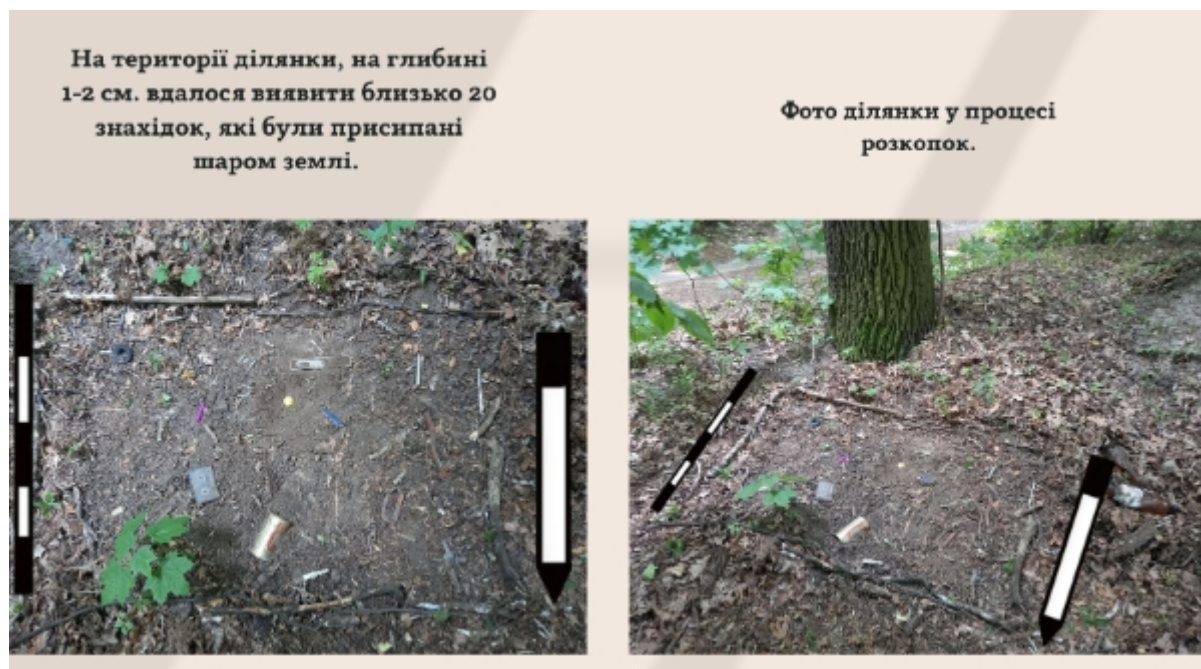 На території ділянки, на глибині
1-2 см. вдалося виявити близько 20
знахідок, які були присипані
шаром землі.
Фото ділянки у процесі
розкопок.